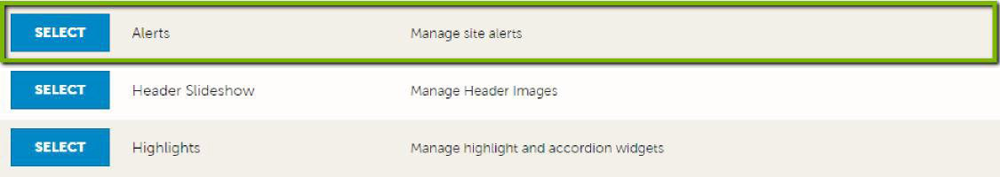 SELECT Alerts Manage site alerts
SELECT Header Slideshow Manage Header Images
SELECT Highlights Manage highlight and accordion widgets